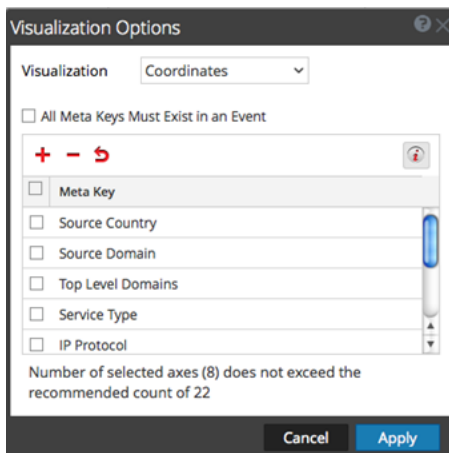 Visualization Options
Visualization Coordinates
All Meta Keys Must Exist in an Event
Meta Key
Source Country
Source Domain
Top Level Domains
Service Type
IP Protocol
Number of selected axes (8) does not exceed the
recommended count of 22
Cancel Apply